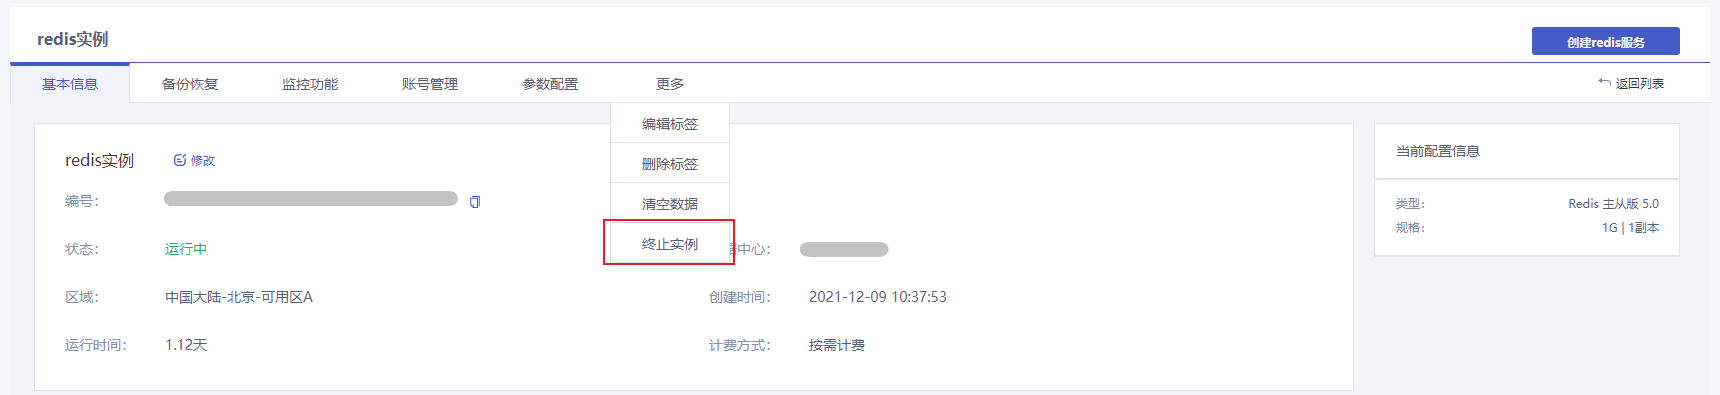 redis实例
创建redis服务
基本信息 备份恢复 监控功能 账号管理 参数配置 更多 返回列表
编辑标签
删除标签
清空数据
终止实例
redis实例 修改
编号：
状态： 运行中 中心：
区域： 中国大陆-北京-可用区A 创建时间： 2021-12-09 10:37:53
运行时间： 1.12天 计费方式： 按需计费
当前配置信息
类型： Redis 主从版 5.0
规格： 1G | 1副本